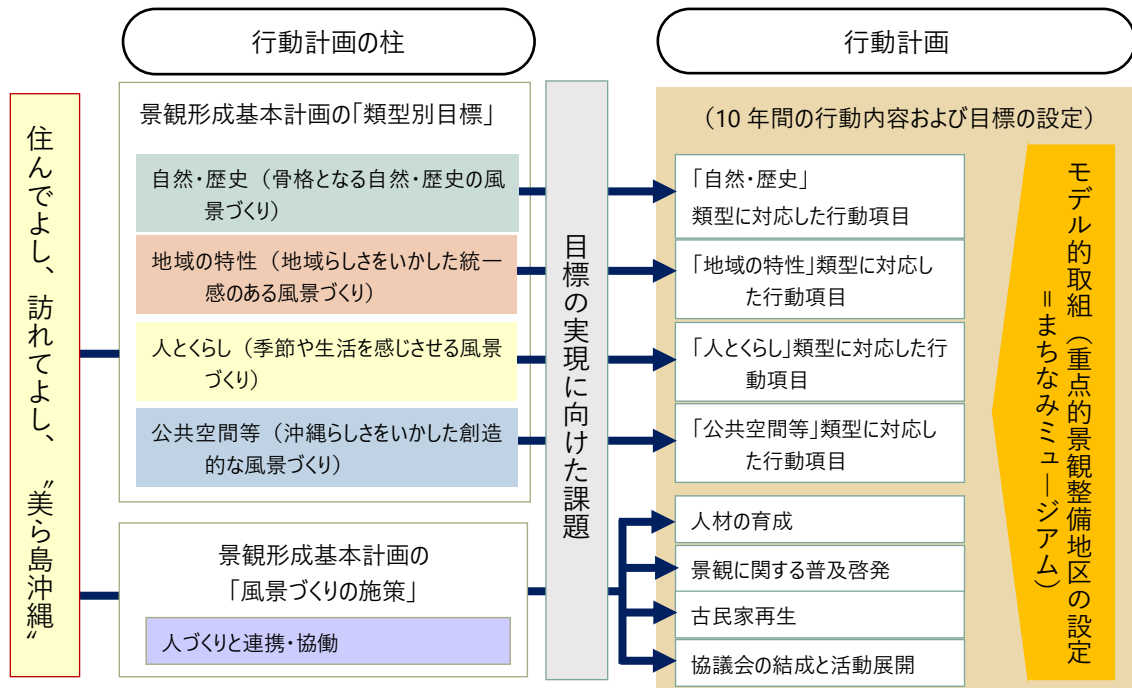 行動計画の柱
行動計画
住んでよし、訪れてよし、〝美ら島沖縄〟
景観形成基本計画の「類型別目標」
自然・歴史（骨格となる自然・歴史の風
景づくり）
地域の特性（地域らしさをいかした統一
感のある風景づくり）
人とくらし（季節や生活を感じさせる風景
づくり）
公共空間等（沖縄らしさをいかした創造
的な風景づくり）
景観形成基本計画の
「風景づくりの施策」
人づくりと連携・協働
目標の実現に向けた課題
（10 年間の行動内容および目標の設定）
「自然・歴史」
類型に対応した行動項目
「地域の特性」類型に対応し
た行動項目
「人とくらし」類型に対応した行
動項目
「公共空間等」類型に対応し
た行動項目
人材の育成
景観に関する普及啓発
古民家再生
協議会の結成と活動展開
モデル的取組（重点的景観整備地区の設定
＝まちなみミュージアム）